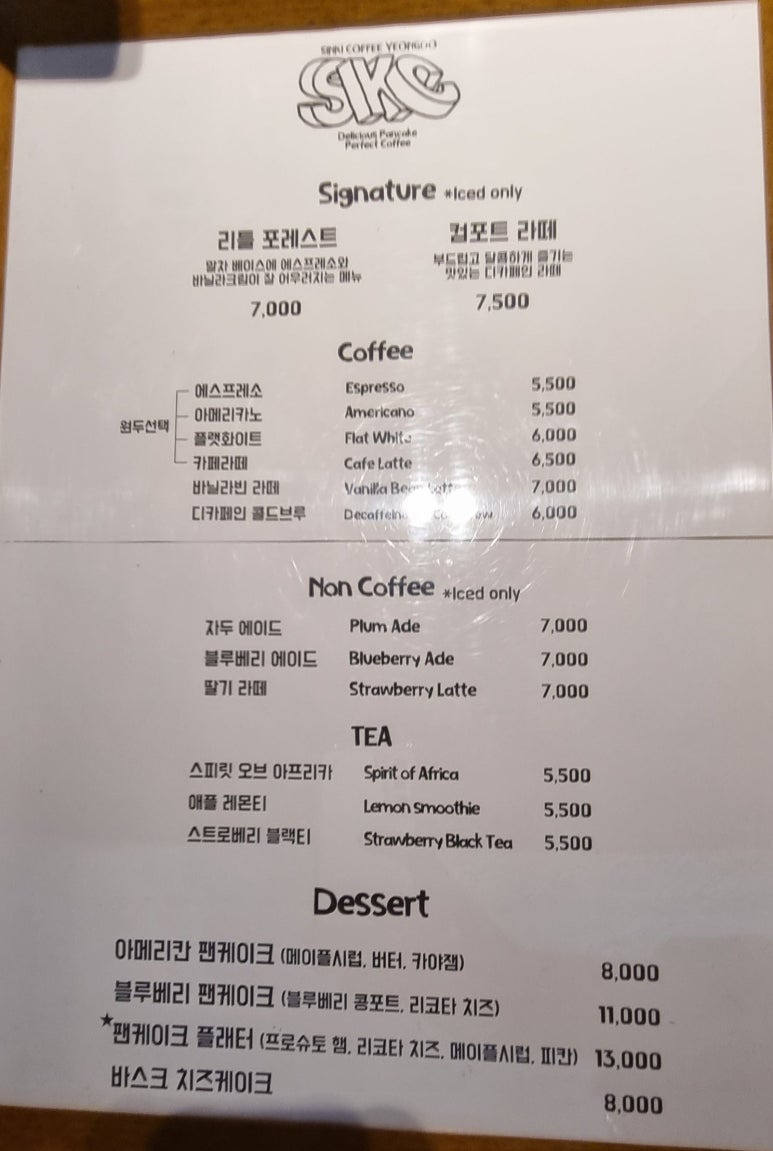 SINKI COFFEE YEONGDO
SKC
Delicious Pancake
Perfect Coffee
Signature *Iced only
리틀 포레스트
말차 베이스에 에스프레소와
바닐라크림이 잘 어우러지는 메뉴
7,000
컴포트 라떼
부드럽고 달콤하게 즐기는
맛있는 디카페인 라떼
7,500
Coffee
원두선택
에스프레소 Espresso 5,500
아메리카노 Americano 5,500
플랫화이트 Flat White 6,000
카페라떼 Cafe Latte 6,500
바닐라빈 라떼 Vanilla Bean Latte 7,000
디카페인 콜드브루 6,000
Non Coffee *Iced only
자두 에이드 Plum Ade 7,000
블루베리 에이드 Blueberry Ade 7,000
딸기 라떼 Strawberry Latte 7,000
TEA
스피릿 오브 아프리카 Spirit of Africa 5,500
애플 레몬티 Lemon smoothie 5,500
스트로베리 블랙티 Strawberry Black Tea 5,500
Dessert
아메리칸 팬케이크 (메이플시럽, 버터, 카야잼) 8,000
블루베리 팬케이크 (블루베리 콩포트, 리코타 치즈) 11,000
★팬케이크 플래터 (프로슈토 햄, 리코타 치즈, 메이플시럽, 피칸) 13,000
바스크 치즈케이크 8,000